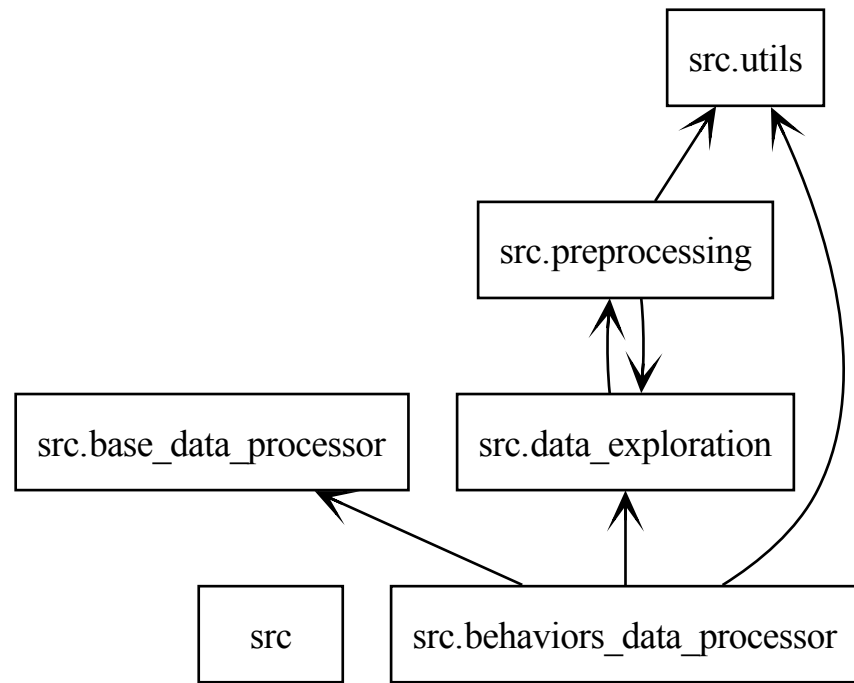 src.utils
src.preprocessing
src.base_data_processor
src.data_exploration
src
src.behaviors_data_processor